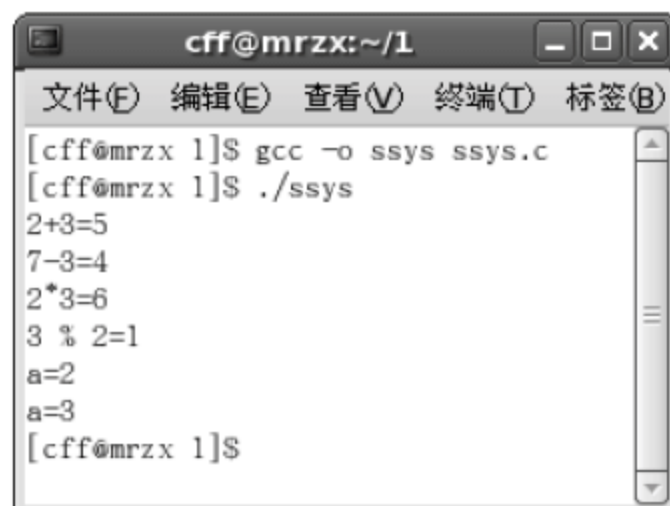 cff@mrzx:~/1
文件(F) 编辑(E) 查看(V) 终端(T) 标签(B)
[cff@mrzx 1]$ gcc -o ssys ssys.c
[cff@mrzx 1]$ ./ssys
2+3=5
7-3=4
2*3=6
3 % 2=1
a=2
a=3
[cff@mrzx 1]$